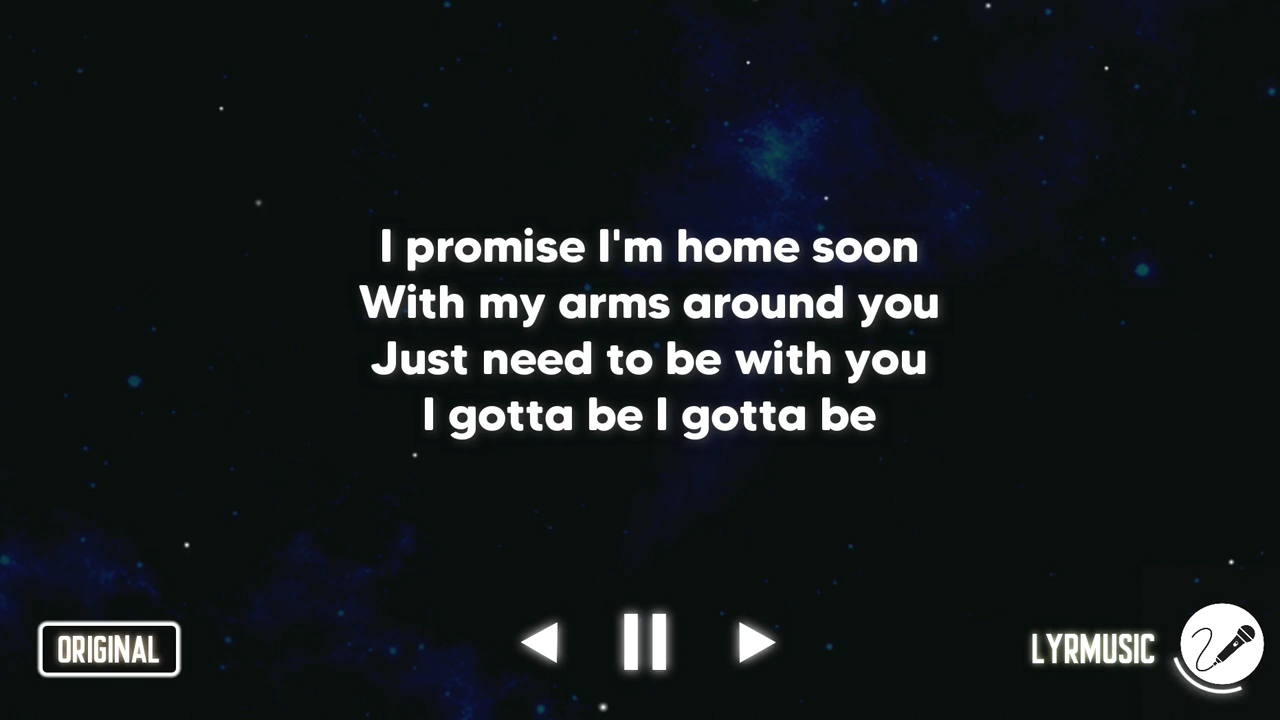 I promise I'm home soon
With my arms around you
Just need to be with you
I gotta be I gotta be
ORIGINAL
LYRMUSIC